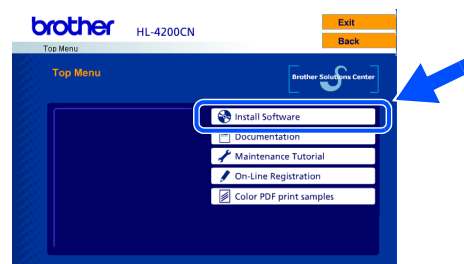 brother
HL-4200CN
Exit
Back
Top Menu
Top Menu
Brother Solutions Center
Install Software
Documentation
Maintenance Tutorial
On-Line Registration
Color PDF print samples